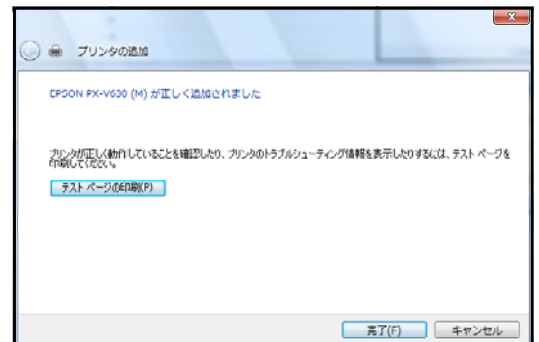 プリンタの追加
EPSON PX-V630 (M) が正しく追加されました
プリンタが正しく動作していることを確認したり、プリンタのトラブルシューティング情報を表示したりするには、テスト ページを
印刷してください。
テスト ページの印刷(P)
完了(F)
キャンセル